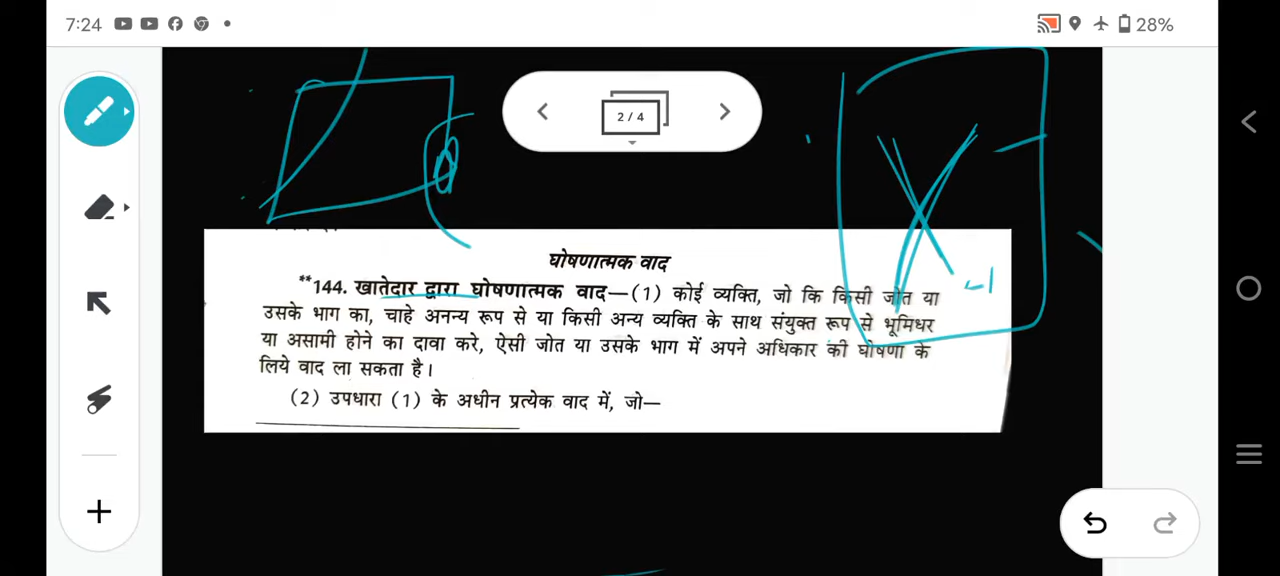 7:24
28%
2 / 4
घोषणात्मक वाद
**144. खातेदार द्वारा घोषणात्मक वाद—(1) कोई व्यक्ति, जो कि किसी जोत या
उसके भाग का, चाहे अनन्य रूप से या किसी अन्य व्यक्ति के साथ संयुक्त रूप से भूमिधर
या असामी होने का दावा करे, ऐसी जोत या उसके भाग में अपने अधिकार की घोषणा के
लिये वाद ला सकता है।
(2) उपधारा (1) के अधीन प्रत्येक वाद में, जो—